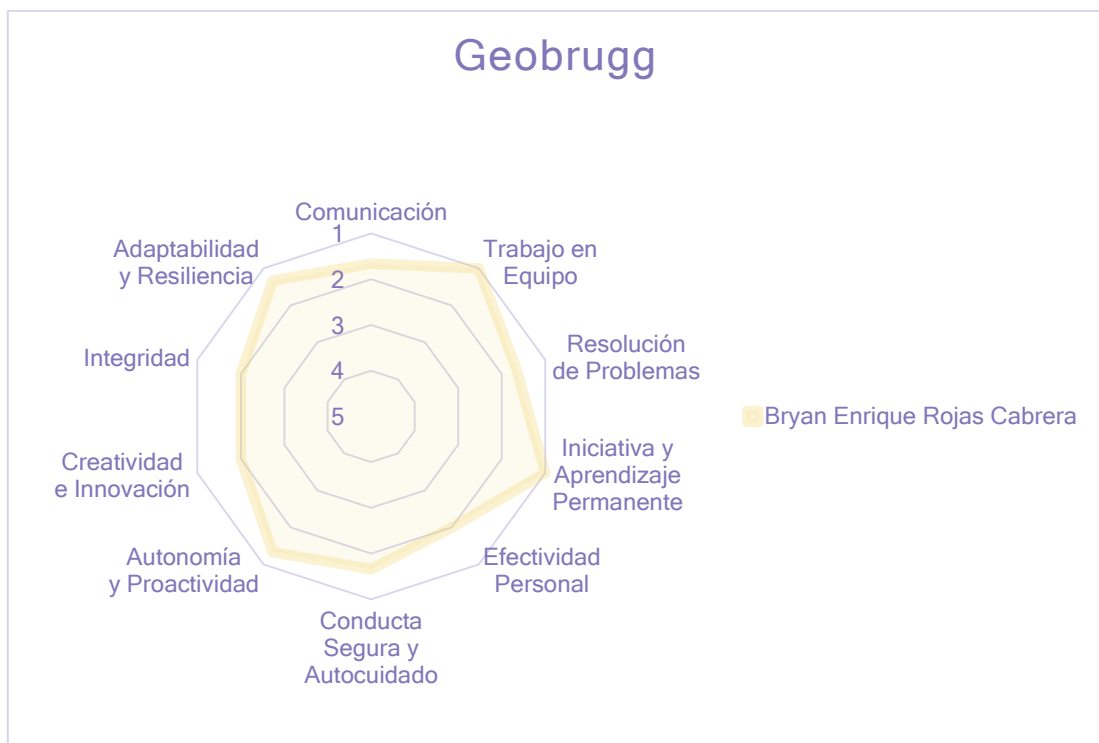 Geobrugg
Comunicación
1
Trabajo en
Equipo
Adaptabilidad
y Resiliencia
2
3
Resolución
de Problemas
Integridad
4
5
Bryan Enrique Rojas Cabrera
Iniciativa y
Aprendizaje
Permanente
Creatividad
e Innovación
Efectividad
Personal
Autonomía
y Proactividad
Conducta
Segura y
Autocuidado